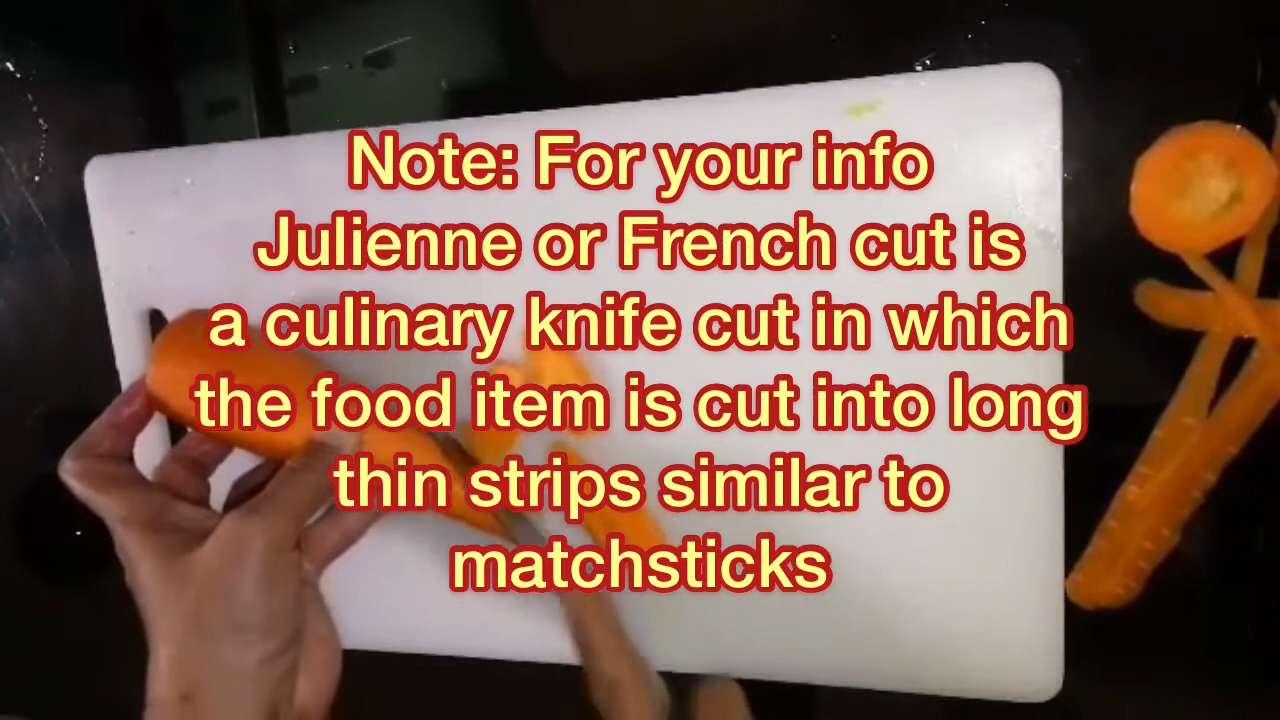 Note: For your info
Julienne or French cut is
a culinary knife cut in which
the food item is cut into long
thin strips similar to
matchsticks